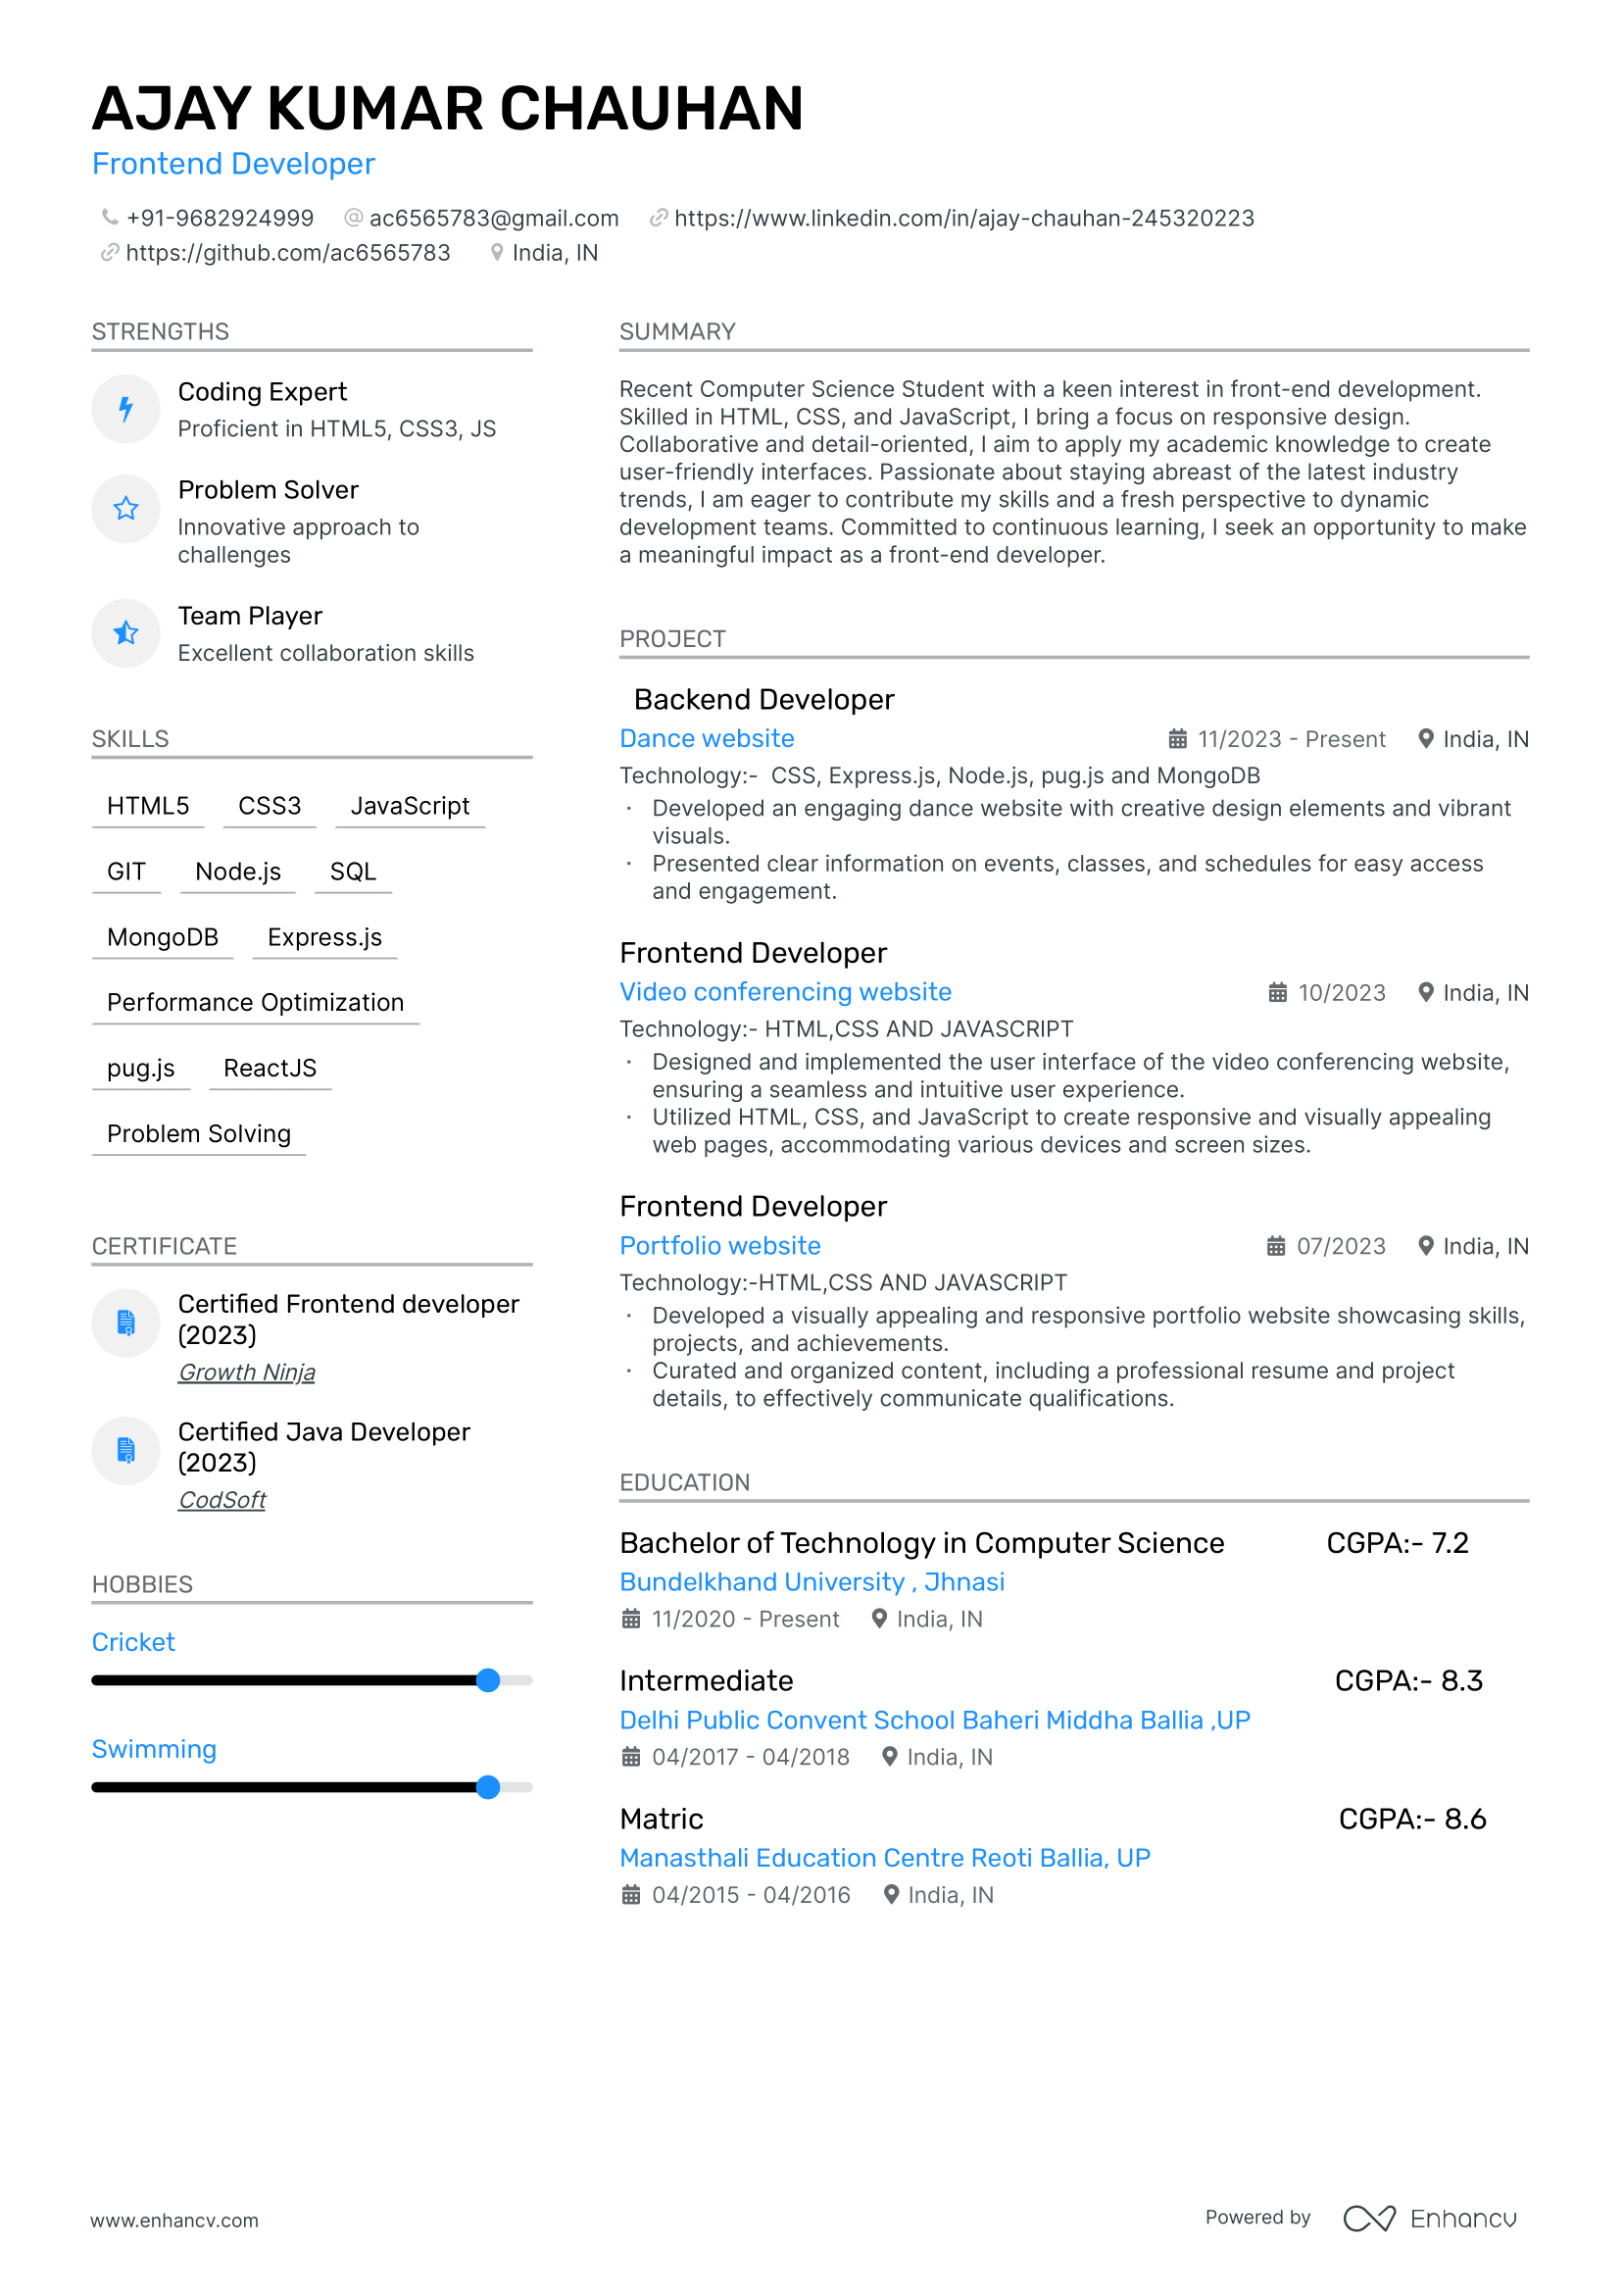 AJAY KUMAR CHAUHAN
Frontend Developer
+91-9682924999 ac6565783@gmail.com https://www.linkedin.com/in/ajay-chauhan-245320223
https://github.com/ac6565783 India, IN
STRENGTHS
Coding Expert
Proficient in HTML5, CSS3, JS
Problem Solver
Innovative approach to
challenges
Team Player
Excellent collaboration skills
SKILLS
HTML5 CSS3 JavaScript
GIT Node.js SQL
MongoDB Express.js
Performance Optimization
pug.js ReactJS
Problem Solving
CERTIFICATE
Certified Frontend developer
(2023)
Growth Ninja
Certified Java Developer
(2023)
CodSoft
HOBBIES
Cricket
Swimming
SUMMARY
Recent Computer Science Student with a keen interest in front-end development.
Skilled in HTML, CSS, and JavaScript, I bring a focus on responsive design.
Collaborative and detail-oriented, I aim to apply my academic knowledge to create
user-friendly interfaces. Passionate about staying abreast of the latest industry
trends, I am eager to contribute my skills and a fresh perspective to dynamic
development teams. Committed to continuous learning, I seek an opportunity to make
a meaningful impact as a front-end developer.
PROJECT
Backend Developer
Dance website 11/2023 - Present India, IN
Technology:- CSS, Express.js, Node.js, pug.js and MongoDB
· Developed an engaging dance website with creative design elements and vibrant
visuals.
· Presented clear information on events, classes, and schedules for easy access
and engagement.
Frontend Developer
Video conferencing website 10/2023 India, IN
Technology:- HTML,CSS AND JAVASCRIPT
· Designed and implemented the user interface of the video conferencing website,
ensuring a seamless and intuitive user experience.
· Utilized HTML, CSS, and JavaScript to create responsive and visually appealing
web pages, accommodating various devices and screen sizes.
Frontend Developer
Portfolio website 07/2023 India, IN
Technology:-HTML,CSS AND JAVASCRIPT
· Developed a visually appealing and responsive portfolio website showcasing skills,
projects, and achievements.
· Curated and organized content, including a professional resume and project
details, to effectively communicate qualifications.
EDUCATION
Bachelor of Technology in Computer Science CGPA:- 7.2
Bundelkhand University , Jhnasi
11/2020 - Present India, IN
Intermediate CGPA:- 8.3
Delhi Public Convent School Baheri Middha Ballia ,UP
04/2017 - 04/2018 India, IN
Matric CGPA:- 8.6
Manasthali Education Centre Reoti Ballia, UP
04/2015 - 04/2016 India, IN
www.enhancv.com Powered by Enhancv